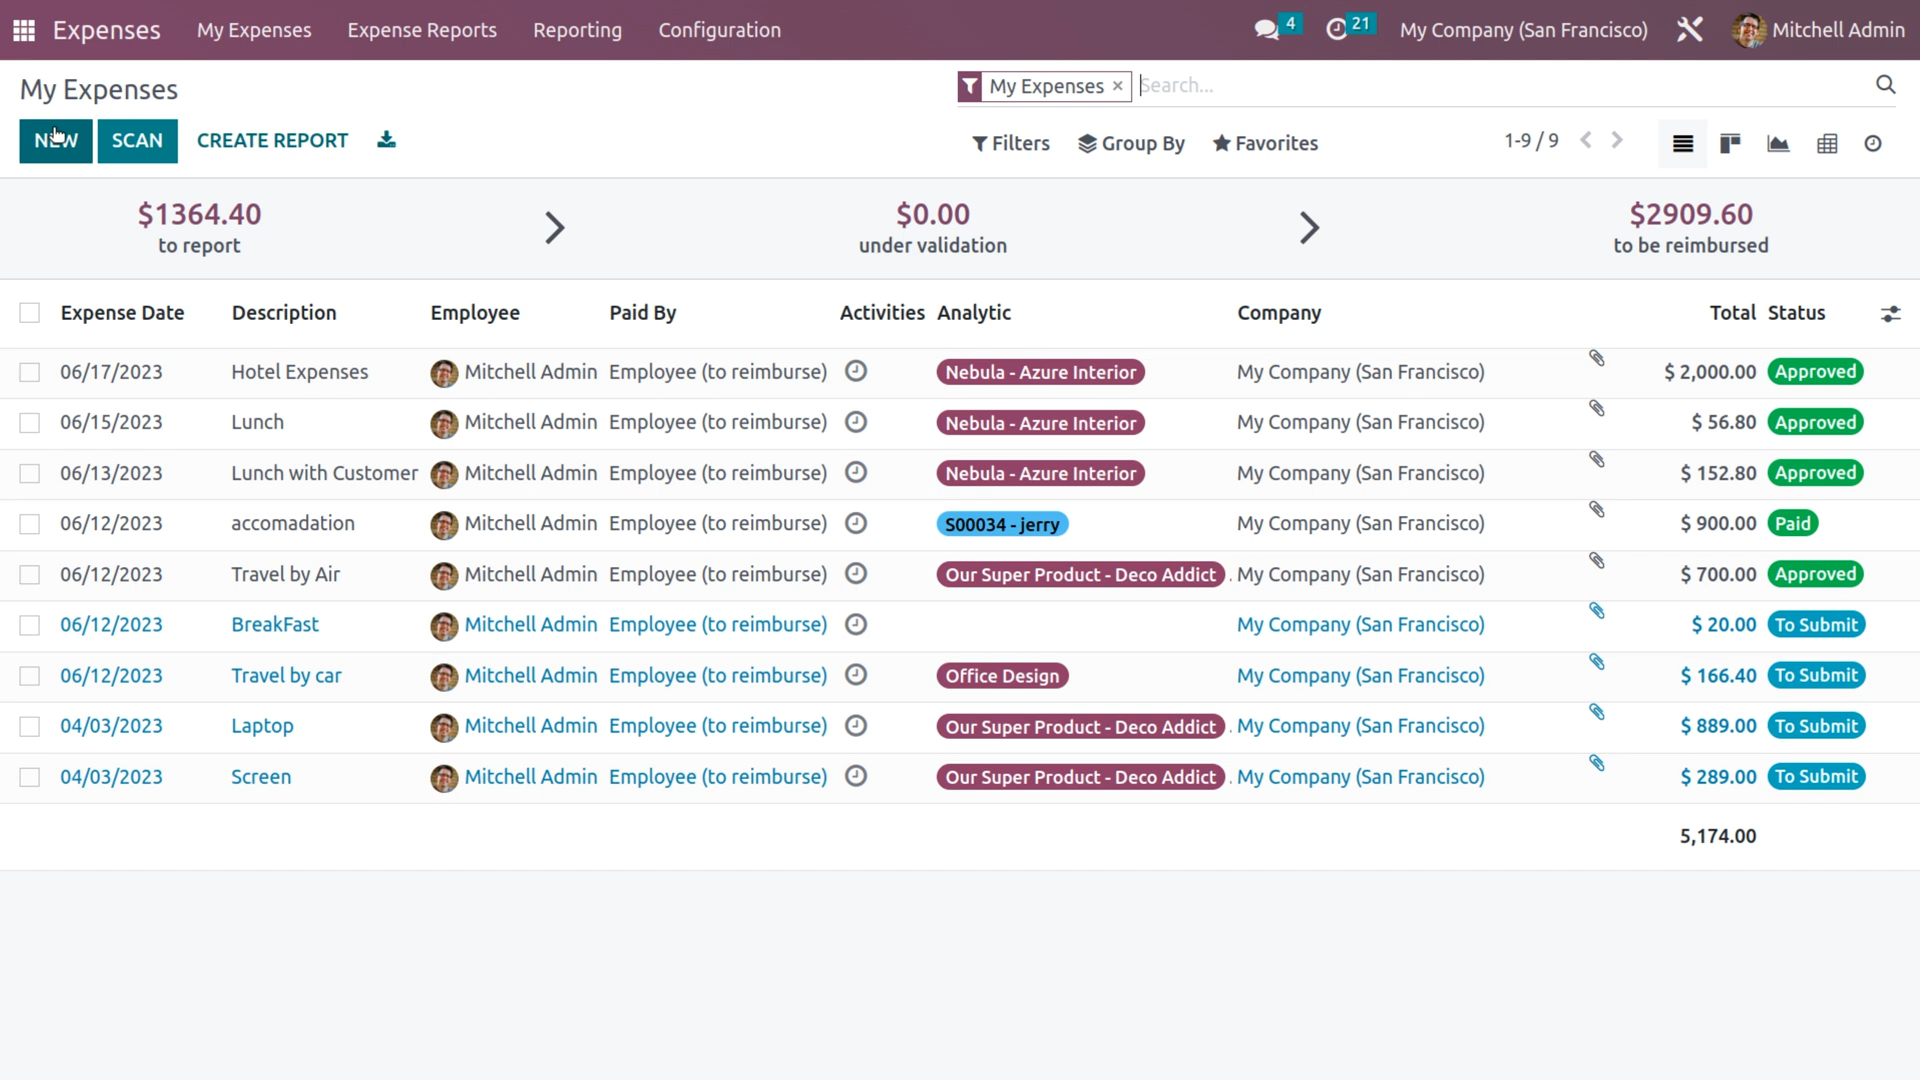 Expenses My Expenses Expense Reports Reporting Configuration 4 21 My Company (San Francisco) Mitchell Admin
My Expenses
My Expenses × Search...
NEW SCAN CREATE REPORT
Filters Group By Favorites 1-9 / 9
$1364.40 $0.00 $2909.60
to report under validation to be reimbursed
Expense Date Description Employee Paid By Activities Analytic Company Total Status
06/17/2023 Hotel Expenses Mitchell Admin Employee (to reimburse) Nebula - Azure Interior My Company (San Francisco) $ 2,000.00 Approved
06/15/2023 Lunch Mitchell Admin Employee (to reimburse) Nebula - Azure Interior My Company (San Francisco) $ 56.80 Approved
06/13/2023 Lunch with Customer Mitchell Admin Employee (to reimburse) Nebula - Azure Interior My Company (San Francisco) $ 152.80 Approved
06/12/2023 accomadation Mitchell Admin Employee (to reimburse) S00034 - jerry My Company (San Francisco) $ 900.00 Paid
06/12/2023 Travel by Air Mitchell Admin Employee (to reimburse) Our Super Product - Deco Addict . My Company (San Francisco) $ 700.00 Approved
06/12/2023 BreakFast Mitchell Admin Employee (to reimburse) My Company (San Francisco) $ 20.00 To Submit
06/12/2023 Travel by car Mitchell Admin Employee (to reimburse) Office Design My Company (San Francisco) $ 166.40 To Submit
04/03/2023 Laptop Mitchell Admin Employee (to reimburse) Our Super Product - Deco Addict . My Company (San Francisco) $ 889.00 To Submit
04/03/2023 Screen Mitchell Admin Employee (to reimburse) Our Super Product - Deco Addict . My Company (San Francisco) $ 289.00 To Submit
5,174.00